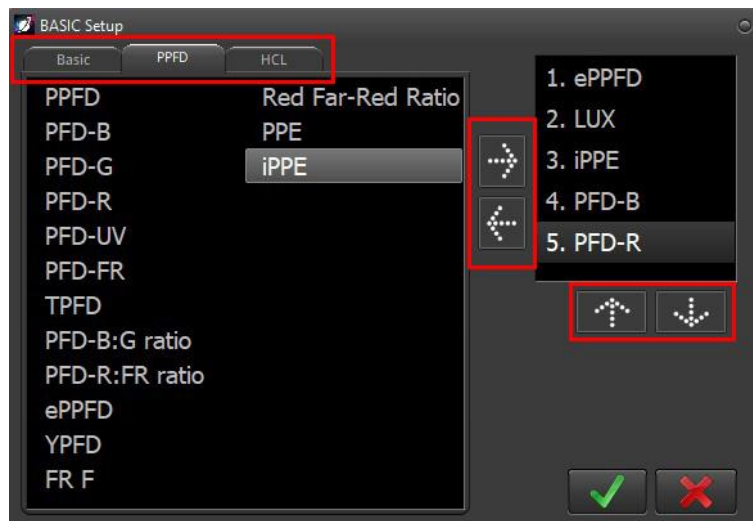 BASIC Setup
Basic PPFD HCL
PPFD
PFD-B
PFD-G
PFD-R
PFD-UV
PFD-FR
TPFD
PFD-B:G ratio
PFD-R:FR ratio
ePPFD
YPFD
FR F
Red Far-Red Ratio
PPE
iPPE
1. ePPFD
2. LUX
3. iPPE
4. PFD-B
5. PFD-R